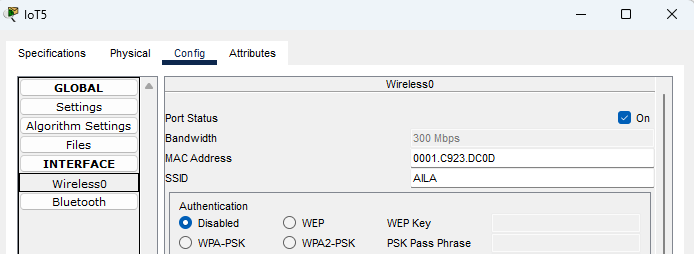 IoT5
Specifications Physical Config Attributes
GLOBAL
Settings
Algorithm Settings
Files
INTERFACE
Wireless0
Bluetooth
Wireless0
Port Status On
Bandwidth 300 Mbps
MAC Address 0001.C923.DC0D
SSID AILA
Authentication
Disabled WEP WEP Key
WPA-PSK WPA2-PSK PSK Pass Phrase